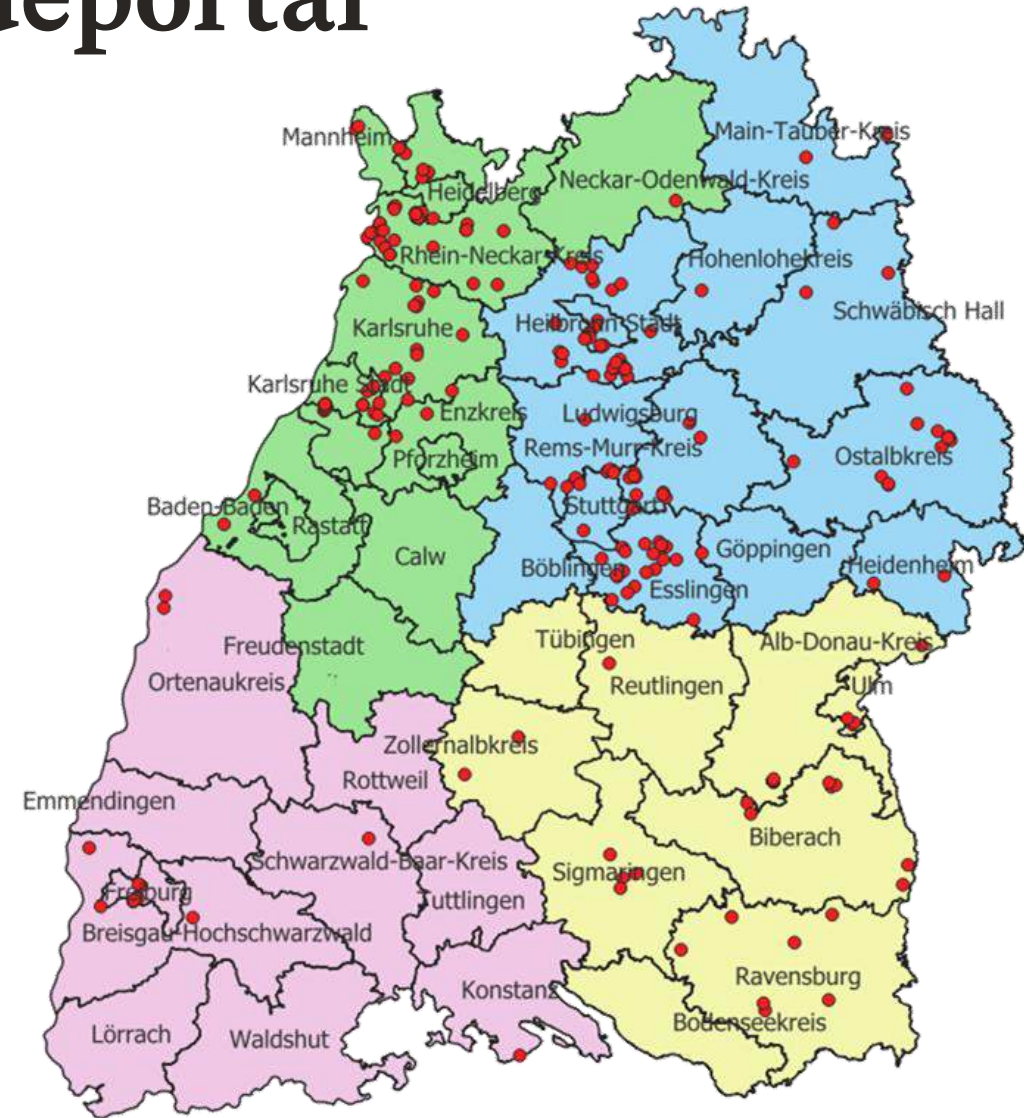 deportal
Main-Tauber-Kreis
Mannheim
Neckar-Odenwald-Kreis
Heidelberg
Rhein-Neckar-Kreis
Hohenlohekreis
Schwäbisch Hall
Heilbronn Stadt
Karlsruhe
Karlsruhe Stadt
Enzkreis
Ludwigsburg
Rems-Murr-Kreis
Ostalbkreis
Pforzheim
Baden-Baden
Stuttgart
Rastatt
Calw
Göppingen
Böblingen
Heidenheim
Esslingen
Tübingen
Alb-Donau-Kreis
Freudenstadt
Ortenaukreis
Reutlingen
Ulm
Zollernalbkreis
Rottweil
Emmendingen
Biberach
Schwarzwald-Baar-Kreis
Sigmaringen
Freiburg
Tuttlingen
Breisgau-Hochschwarzwald
Ravensburg
Konstanz
Bodenseekreis
Lörrach
Waldshut